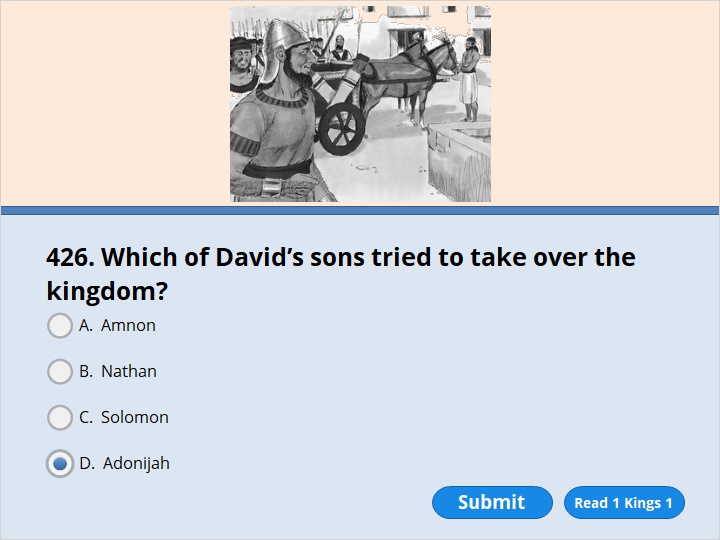 426. Which of David’s sons tried to take over the
kingdom?
A. Amnon
B. Nathan
C. Solomon
D. Adonijah
Submit
Read 1 Kings 1